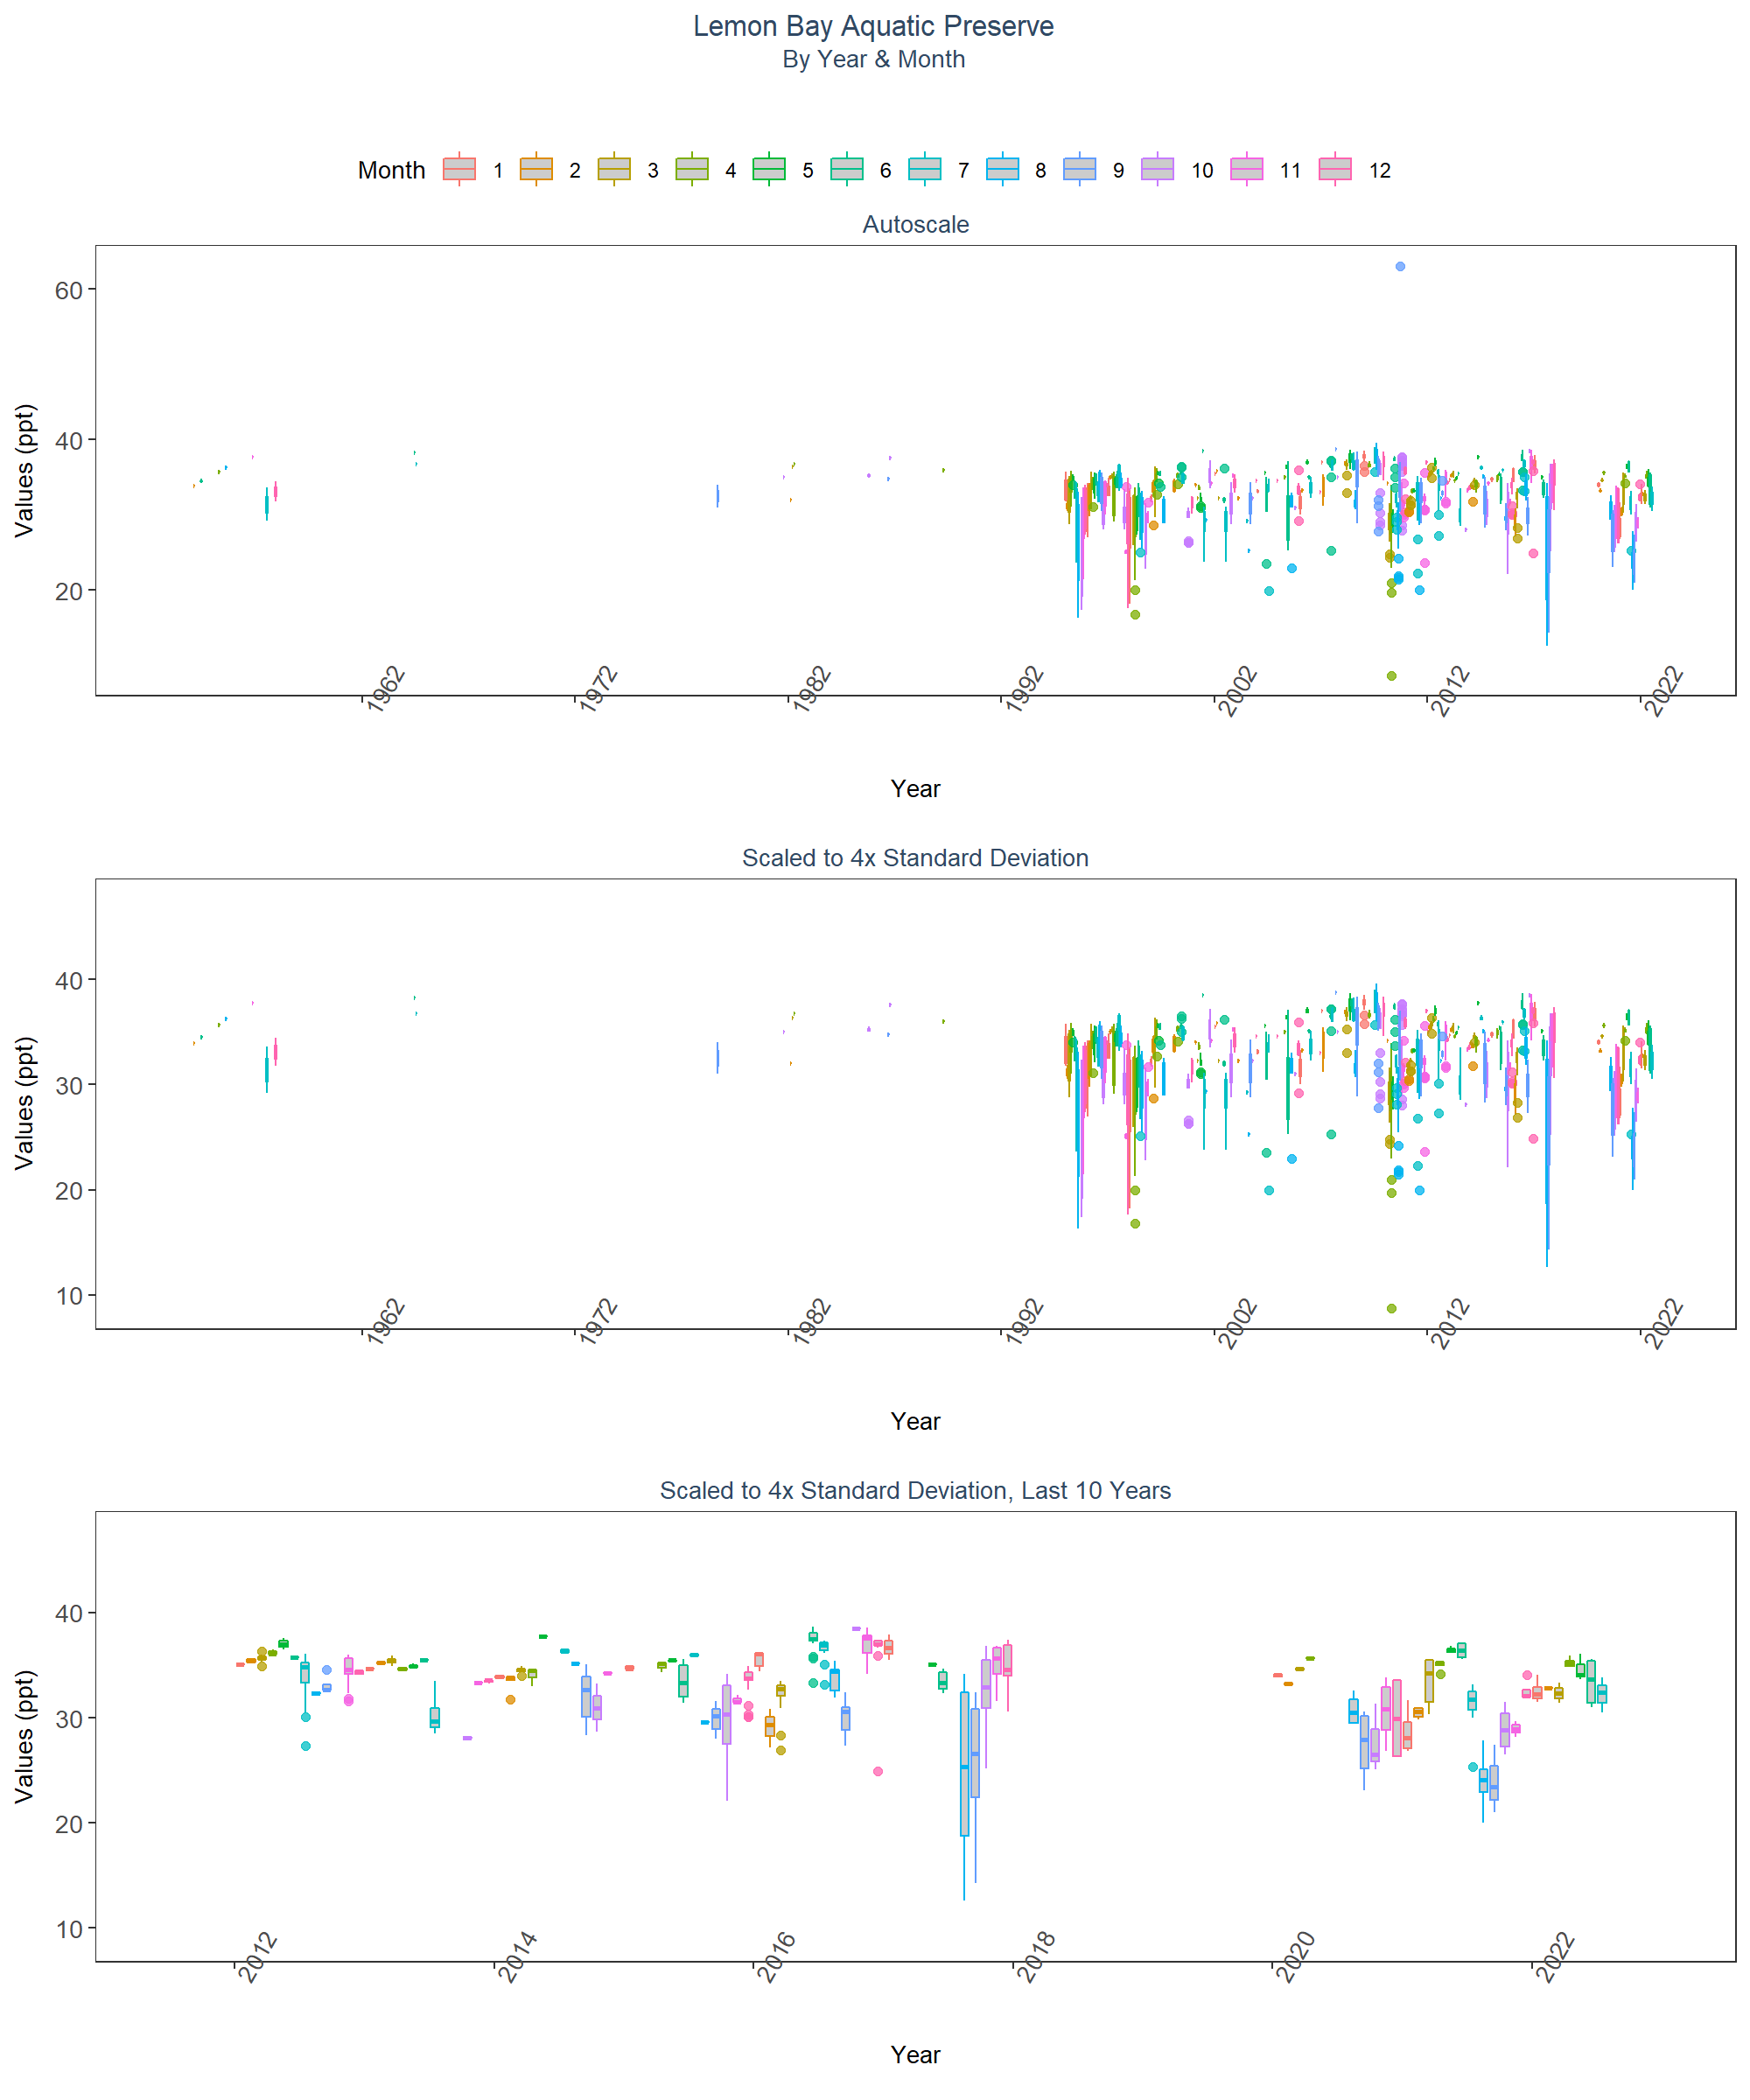 Lemon Bay Aquatic Preserve
By Year & Month
Month 1 2 3 4 5 6 7 8 9 10 11 12
Autoscale
60
40
20
Values (ppt)
1962 1972 1982 1992 2002 2012 2022
Year
Scaled to 4x Standard Deviation
40
30
20
10
Values (ppt)
1962 1972 1982 1992 2002 2012 2022
Year
Scaled to 4x Standard Deviation, Last 10 Years
40
30
20
10
Values (ppt)
2012 2014 2016 2018 2020 2022
Year